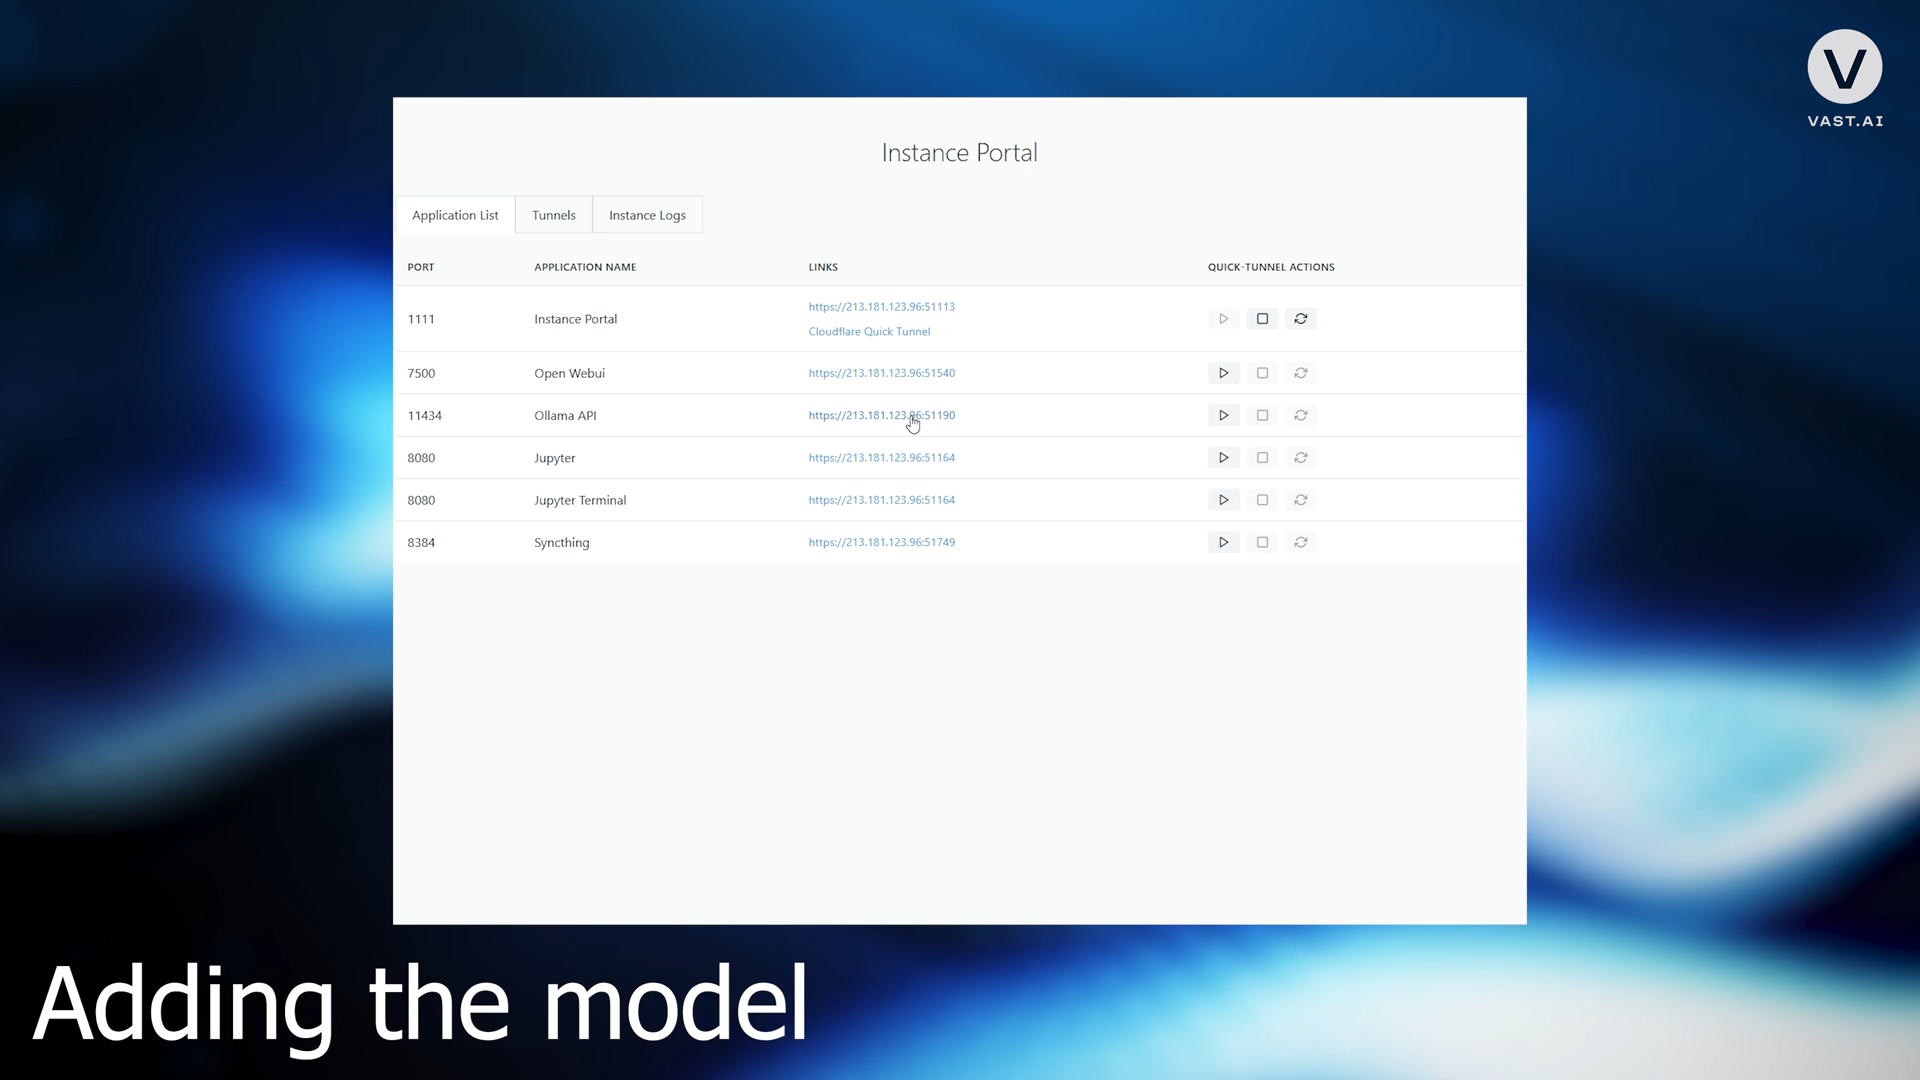 V
VAST.AI
Instance Portal
Application List Tunnels Instance Logs
PORT APPLICATION NAME LINKS QUICK-TUNNEL ACTIONS
1111 Instance Portal https://213.181.123.96:51113
Cloudflare Quick Tunnel
7500 Open Webui https://213.181.123.96:51540
11434 Ollama API https://213.181.123.96:51190
8080 Jupyter https://213.181.123.96:51164
8080 Jupyter Terminal https://213.181.123.96:51164
8384 Syncthing https://213.181.123.96:51749
Adding the model